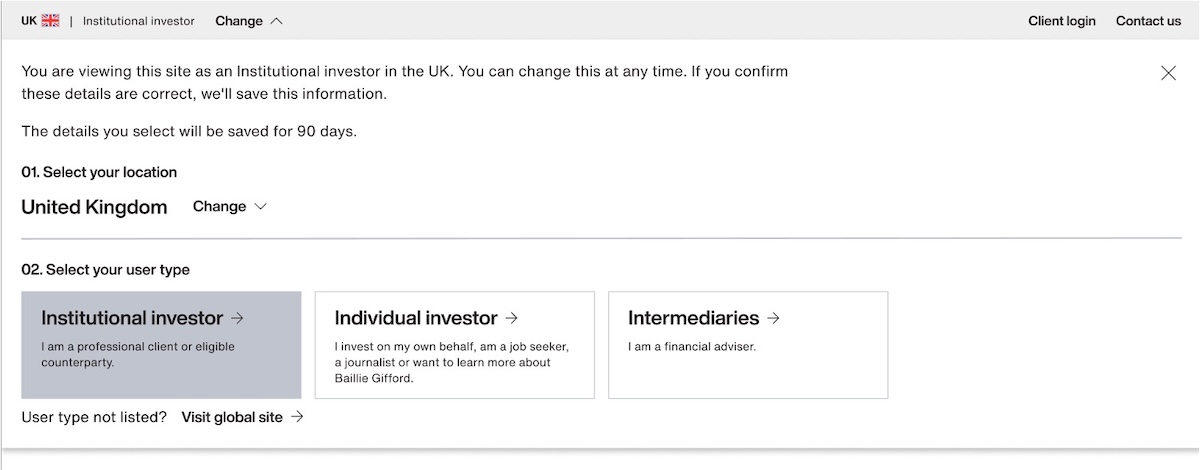 UK | Institutional investor Change Client login Contact us
You are viewing this site as an Institutional investor in the UK. You can change this at any time. If you confirm
these details are correct, we'll save this information.
The details you select will be saved for 90 days.
01. Select your location
United Kingdom Change
02. Select your user type
Institutional investor →
I am a professional client or eligible
counterparty.
Individual investor →
I invest on my own behalf, am a job seeker,
a journalist or want to learn more about
Baillie Gifford.
Intermediaries →
I am a financial adviser.
User type not listed? Visit global site →